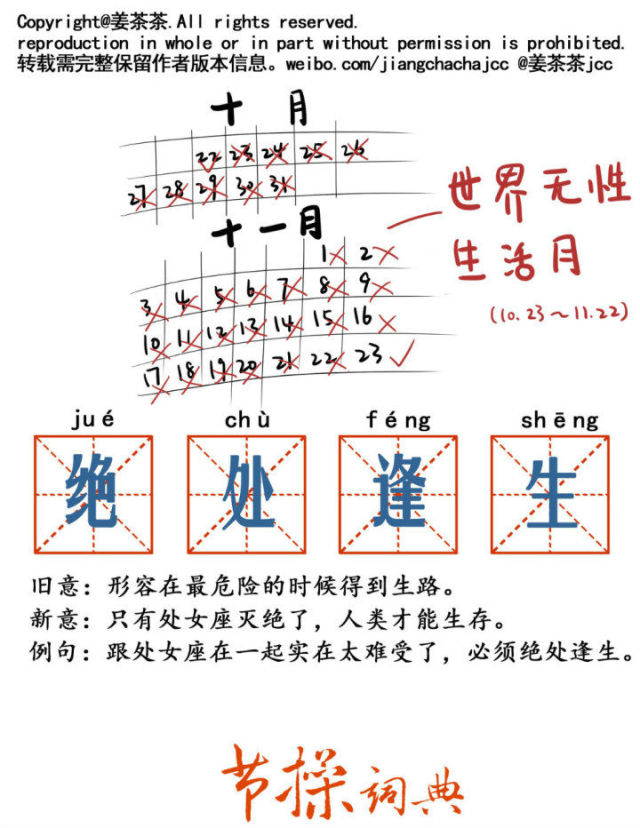 Copyright@姜茶茶.All rights reserved.
reproduction in whole or in part without permission is prohibited.
转载需完整保留作者版本信息。weibo.com/jiangchachajcc @姜茶茶jcc
十月
22 23 24 25 26
27 28 29 30 31
十一月
1 2
3 4 5 6 7 8 9
10 11 12 13 14 15 16
17 18 19 20 21 22 23
世界无性
生活月
(10.23～11.22)
jué chù féng shēng
绝处逢生
旧意：形容在最危险的时候得到生路。
新意：只有处女座灭绝了，人类才能生存。
例句：跟处女座在一起实在太难受了，必须绝处逢生。
节操词典